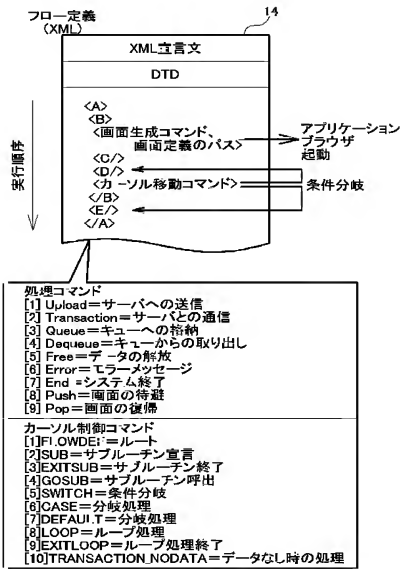 フロー定義
(XML)
14
XML宣言文
DTD
実行順序
<A>
<B>
<画面生成コマンド、
画面定義のパス>
アプリケーション
ブラウザ
起動
<C/>
<D/>
<カーソル移動コマンド>
条件分岐
</B>
<E/>
</A>
処理コマンド
[1] Upload=サーバへの送信
[2] Transaction=サーバとの通信
[3] Queue=キューへの格納
[4] Dequeue=キューからの取り出し
[5] Free=データの解放
[6] Error=エラーメッセージ
[7] End=システム終了
[8] Push=画面の待避
[9] Pop=画面の復帰
カーソル制御コマンド
[1]FLOWDEF=ルート
[2]SUB=サブルーチン宣言
[3]EXITSUB=サブルーチン終了
[4]GOSUB=サブルーチン呼出
[5]SWITCH=条件分岐
[6]CASE=分岐処理
[7]DEFAULT=分岐処理
[8]LOOP=ループ処理
[9]EXITLOOP=ループ処理終了
[10]TRANSACTION_NODATA=データなし時の処理